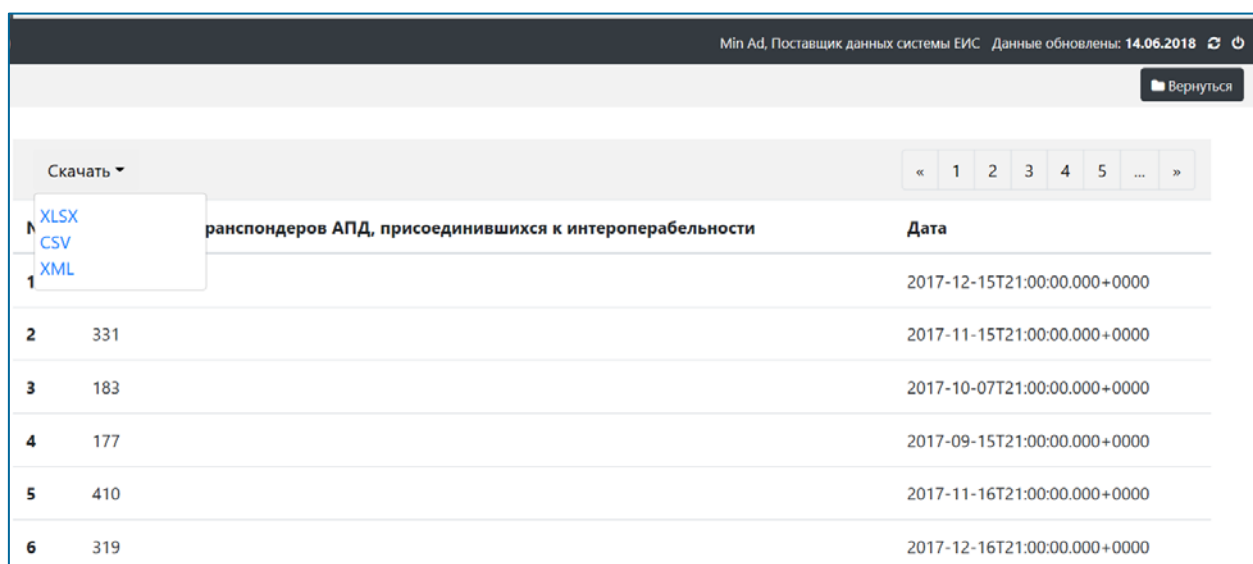 Min Ad, Поставщик данных системы ЕИС Данные обновлены: 14.06.2018
Вернуться
Скачать
« 1 2 3 4 5 ... »
XLSX
CSV
XML
АПД, присоединившихся к интероперабельности Дата
1 2017-12-15T21:00:00.000+0000
2 331 2017-11-15T21:00:00.000+0000
3 183 2017-10-07T21:00:00.000+0000
4 177 2017-09-15T21:00:00.000+0000
5 410 2017-11-16T21:00:00.000+0000
6 319 2017-12-16T21:00:00.000+0000